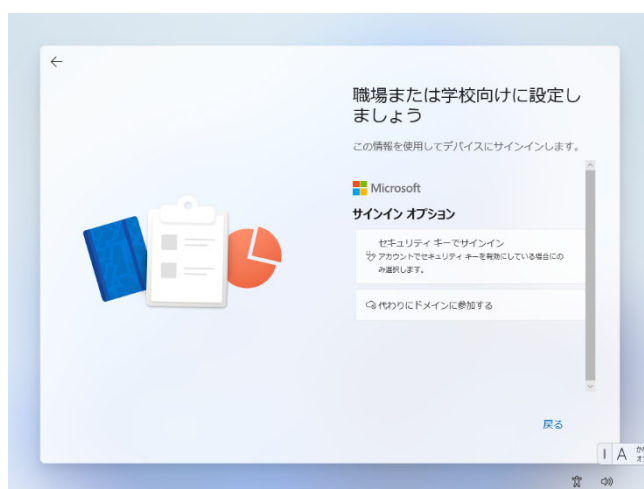 職場または学校向けに設定し
ましょう
この情報を使用してデバイスにサインインします。
Microsoft
サインイン オプション
セキュリティ キーでサインイン
アカウントでセキュリティ キーを有効にしている場合にの
み選択します。
代わりにドメインに参加する
戻る
A